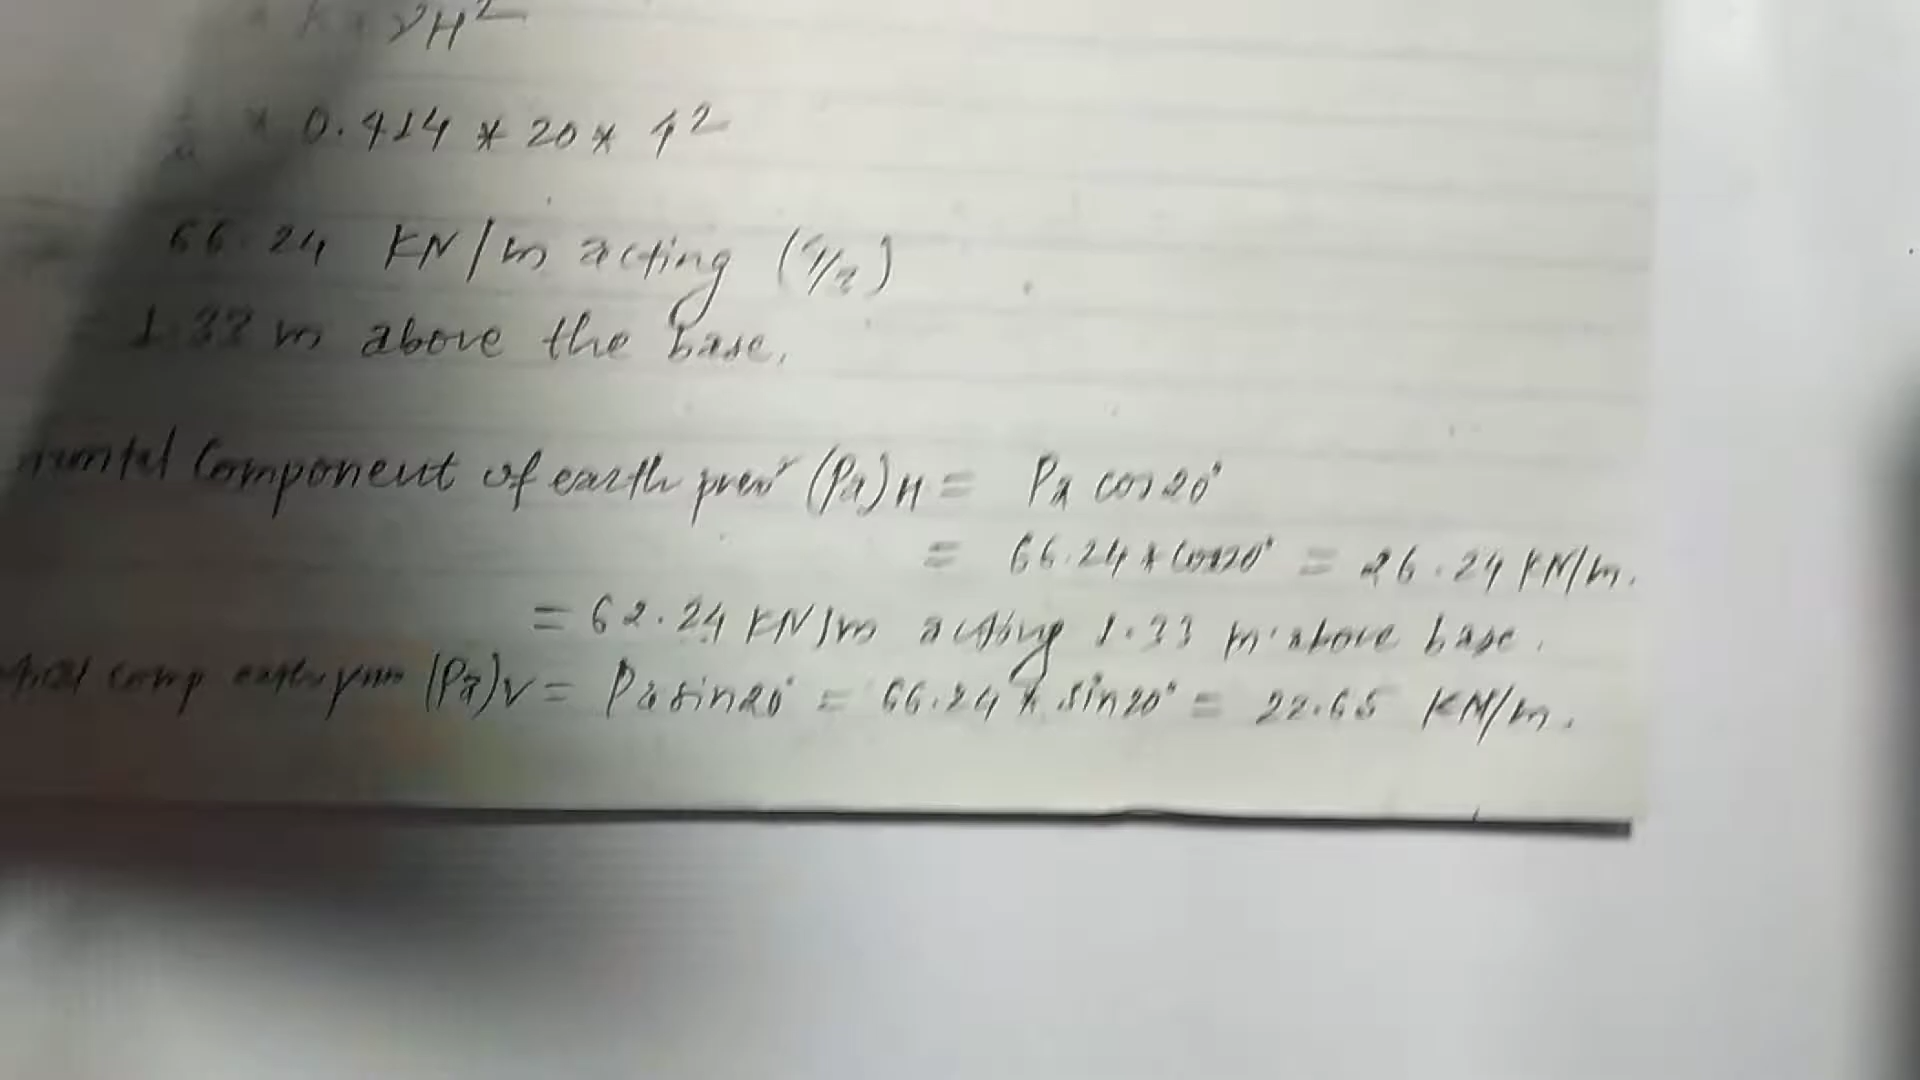 γH²
* 0.414 * 20 * 4²
66.24 KN/m acting (4/3)
1.33 m above the base.
Component of earth press^r (Pa)H = Pa cos20°
= 66.24 * cos20° = 26.24 KN/m.
= 62.24 KN/m acting 1.33 m above base.
comp (Pa)v = Pa sin20° = 66.24 * sin20° = 22.65 KN/m.